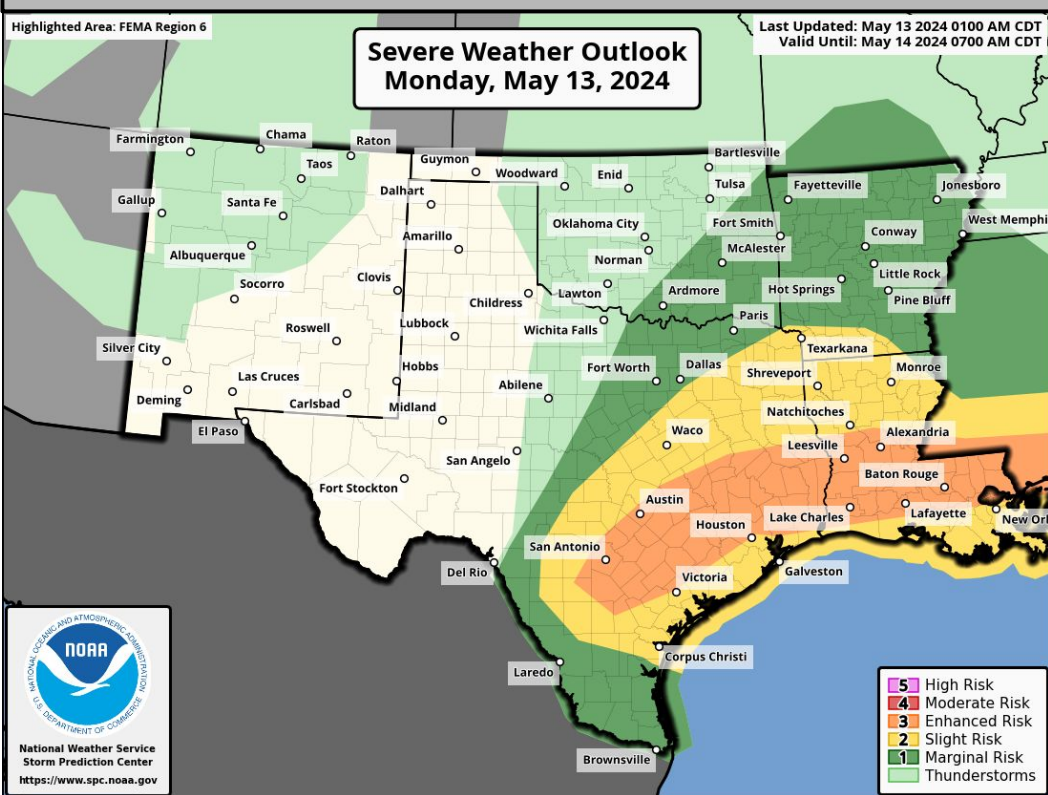 Highlighted Area: FEMA Region 6
Last Updated: May 13 2024 0100 AM CDT
Valid Until: May 14 2024 0700 AM CDT
Severe Weather Outlook
Monday, May 13, 2024
Farmington
Chama
Raton
Taos
Guymon
Woodward
Enid
Bartlesville
Tulsa
Fayetteville
Jonesboro
Gallup
Santa Fe
Dalhart
Albuquerque
Amarillo
Oklahoma City
Norman
Fort Smith
McAlester
Conway
West Memphi
Little Rock
Hot Springs
Pine Bluff
Socorro
Clovis
Childress
Lawton
Ardmore
Roswell
Lubbock
Wichita Falls
Paris
Texarkana
Silver City
Las Cruces
Hobbs
Abilene
Fort Worth
Dallas
Shreveport
Monroe
Deming
Carlsbad
Midland
Natchitoches
El Paso
San Angelo
Waco
Leesville
Alexandria
Fort Stockton
Baton Rouge
Austin
Houston
Lake Charles
Lafayette
New Orl
San Antonio
Del Rio
Victoria
Galveston
Laredo
Corpus Christi
Brownsville
NATIONAL OCEANIC AND ATMOSPHERIC ADMINISTRATION
NOAA
U.S. DEPARTMENT OF COMMERCE
National Weather Service
Storm Prediction Center
https://www.spc.noaa.gov
5 High Risk
4 Moderate Risk
3 Enhanced Risk
2 Slight Risk
1 Marginal Risk
Thunderstorms